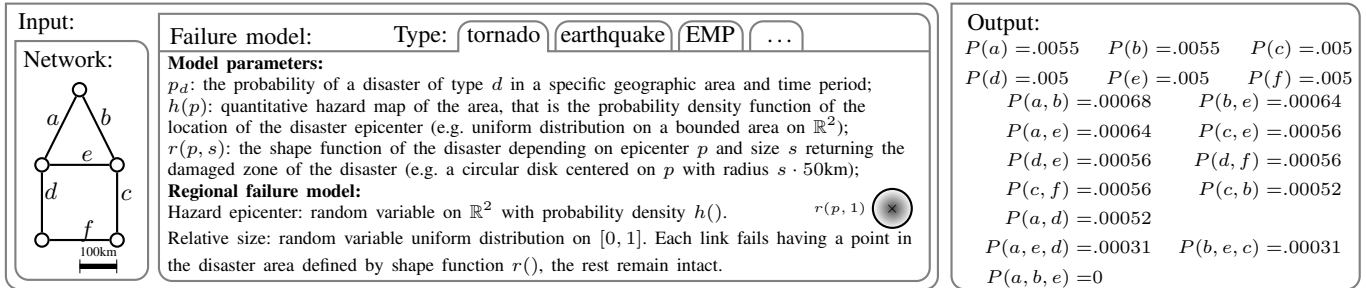 Input:
Network:
a
b
e
d
c
f
100km
Failure model: Type: tornado earthquake EMP …
Model parameters:
p_d: the probability of a disaster of type d in a specific geographic area and time period;
h(p): quantitative hazard map of the area, that is the probability density function of the
location of the disaster epicenter (e.g. uniform distribution on a bounded area on ℝ²);
r(p, s): the shape function of the disaster depending on epicenter p and size s returning the
damaged zone of the disaster (e.g. a circular disk centered on p with radius s · 50km);
Regional failure model:
Hazard epicenter: random variable on ℝ² with probability density h().
r(p, 1)
Relative size: random variable uniform distribution on [0, 1]. Each link fails having a point in
the disaster area defined by shape function r(), the rest remain intact.
Output:
P(a) =.0055 P(b) =.0055 P(c) =.005
P(d) =.005 P(e) =.005 P(f) =.005
P(a, b) =.00068 P(b, e) =.00064
P(a, e) =.00064 P(c, e) =.00056
P(d, e) =.00056 P(d, f) =.00056
P(c, f) =.00056 P(c, b) =.00052
P(a, d) =.00052
P(a, e, d) =.00031 P(b, e, c) =.00031
P(a, b, e) =0